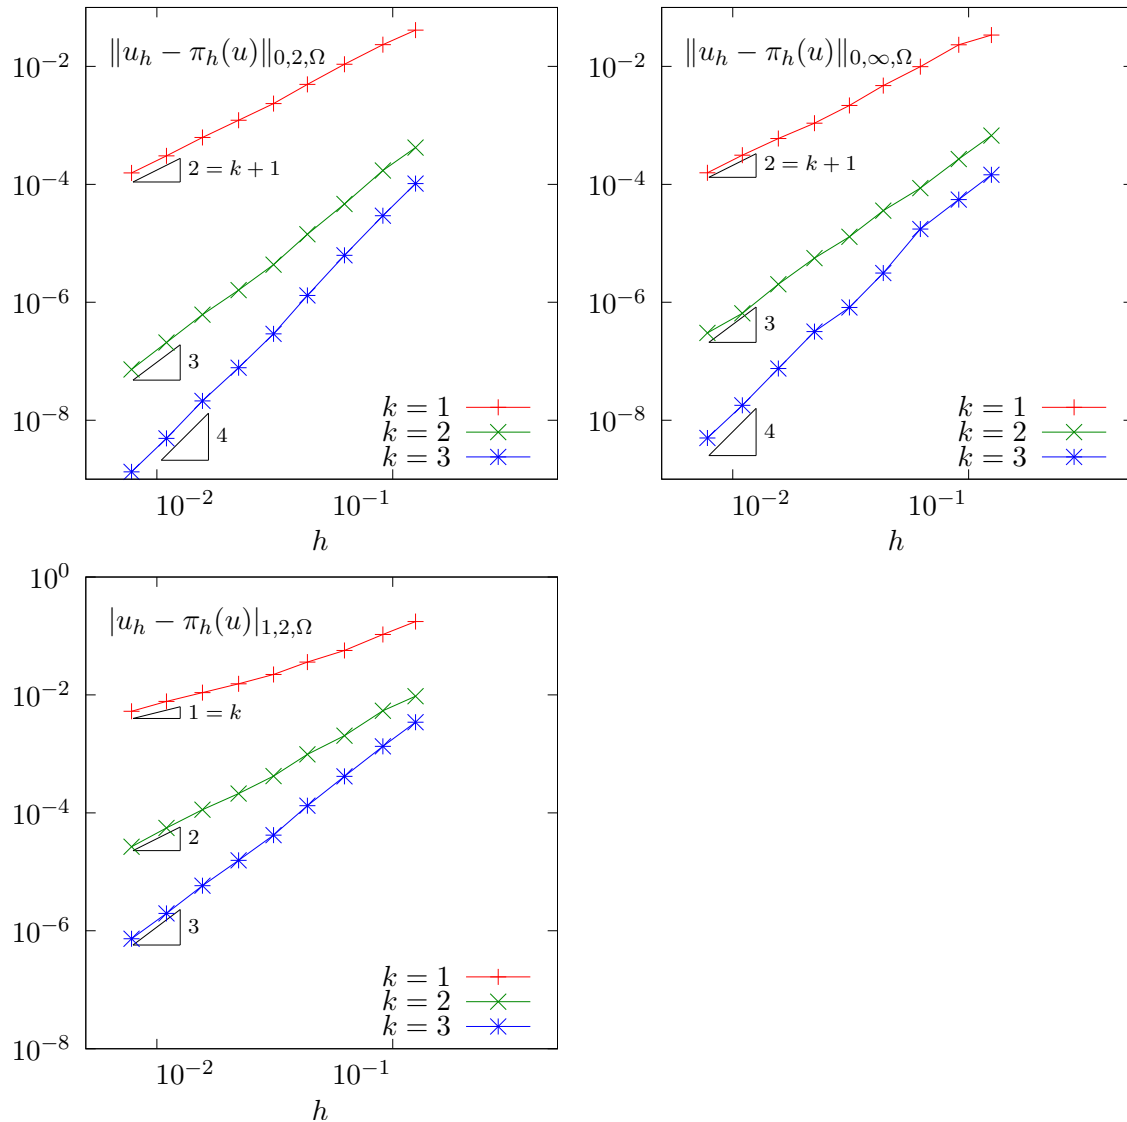 ‖u_h − π_h(u)‖_{0,2,Ω}
10^{−2}
10^{−4}
10^{−6}
10^{−8}
2 = k + 1
3
4
k = 1
k = 2
k = 3
10^{−2} 10^{−1}
h
‖u_h − π_h(u)‖_{0,∞,Ω}
10^{−2}
10^{−4}
10^{−6}
10^{−8}
2 = k + 1
3
4
k = 1
k = 2
k = 3
10^{−2} 10^{−1}
h
10^{0}
|u_h − π_h(u)|_{1,2,Ω}
10^{−2}
10^{−4}
10^{−6}
10^{−8}
1 = k
2
3
k = 1
k = 2
k = 3
10^{−2} 10^{−1}
h